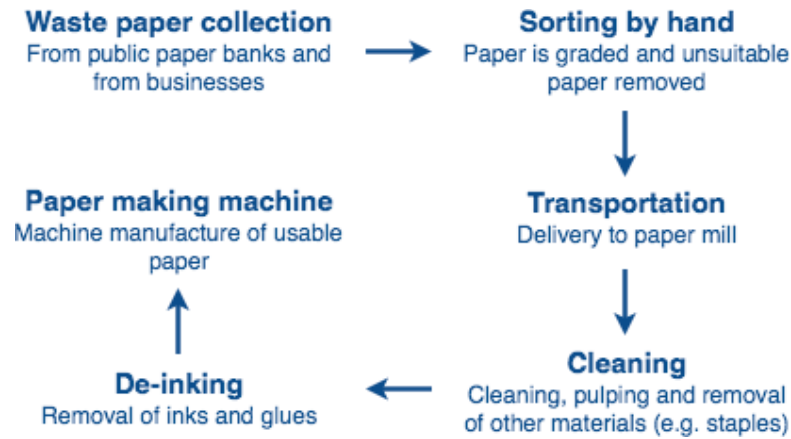 Waste paper collection
From public paper banks and
from businesses
Sorting by hand
Paper is graded and unsuitable
paper removed
Transportation
Delivery to paper mill
Cleaning
Cleaning, pulping and removal
of other materials (e.g. staples)
De-inking
Removal of inks and glues
Paper making machine
Machine manufacture of usable
paper